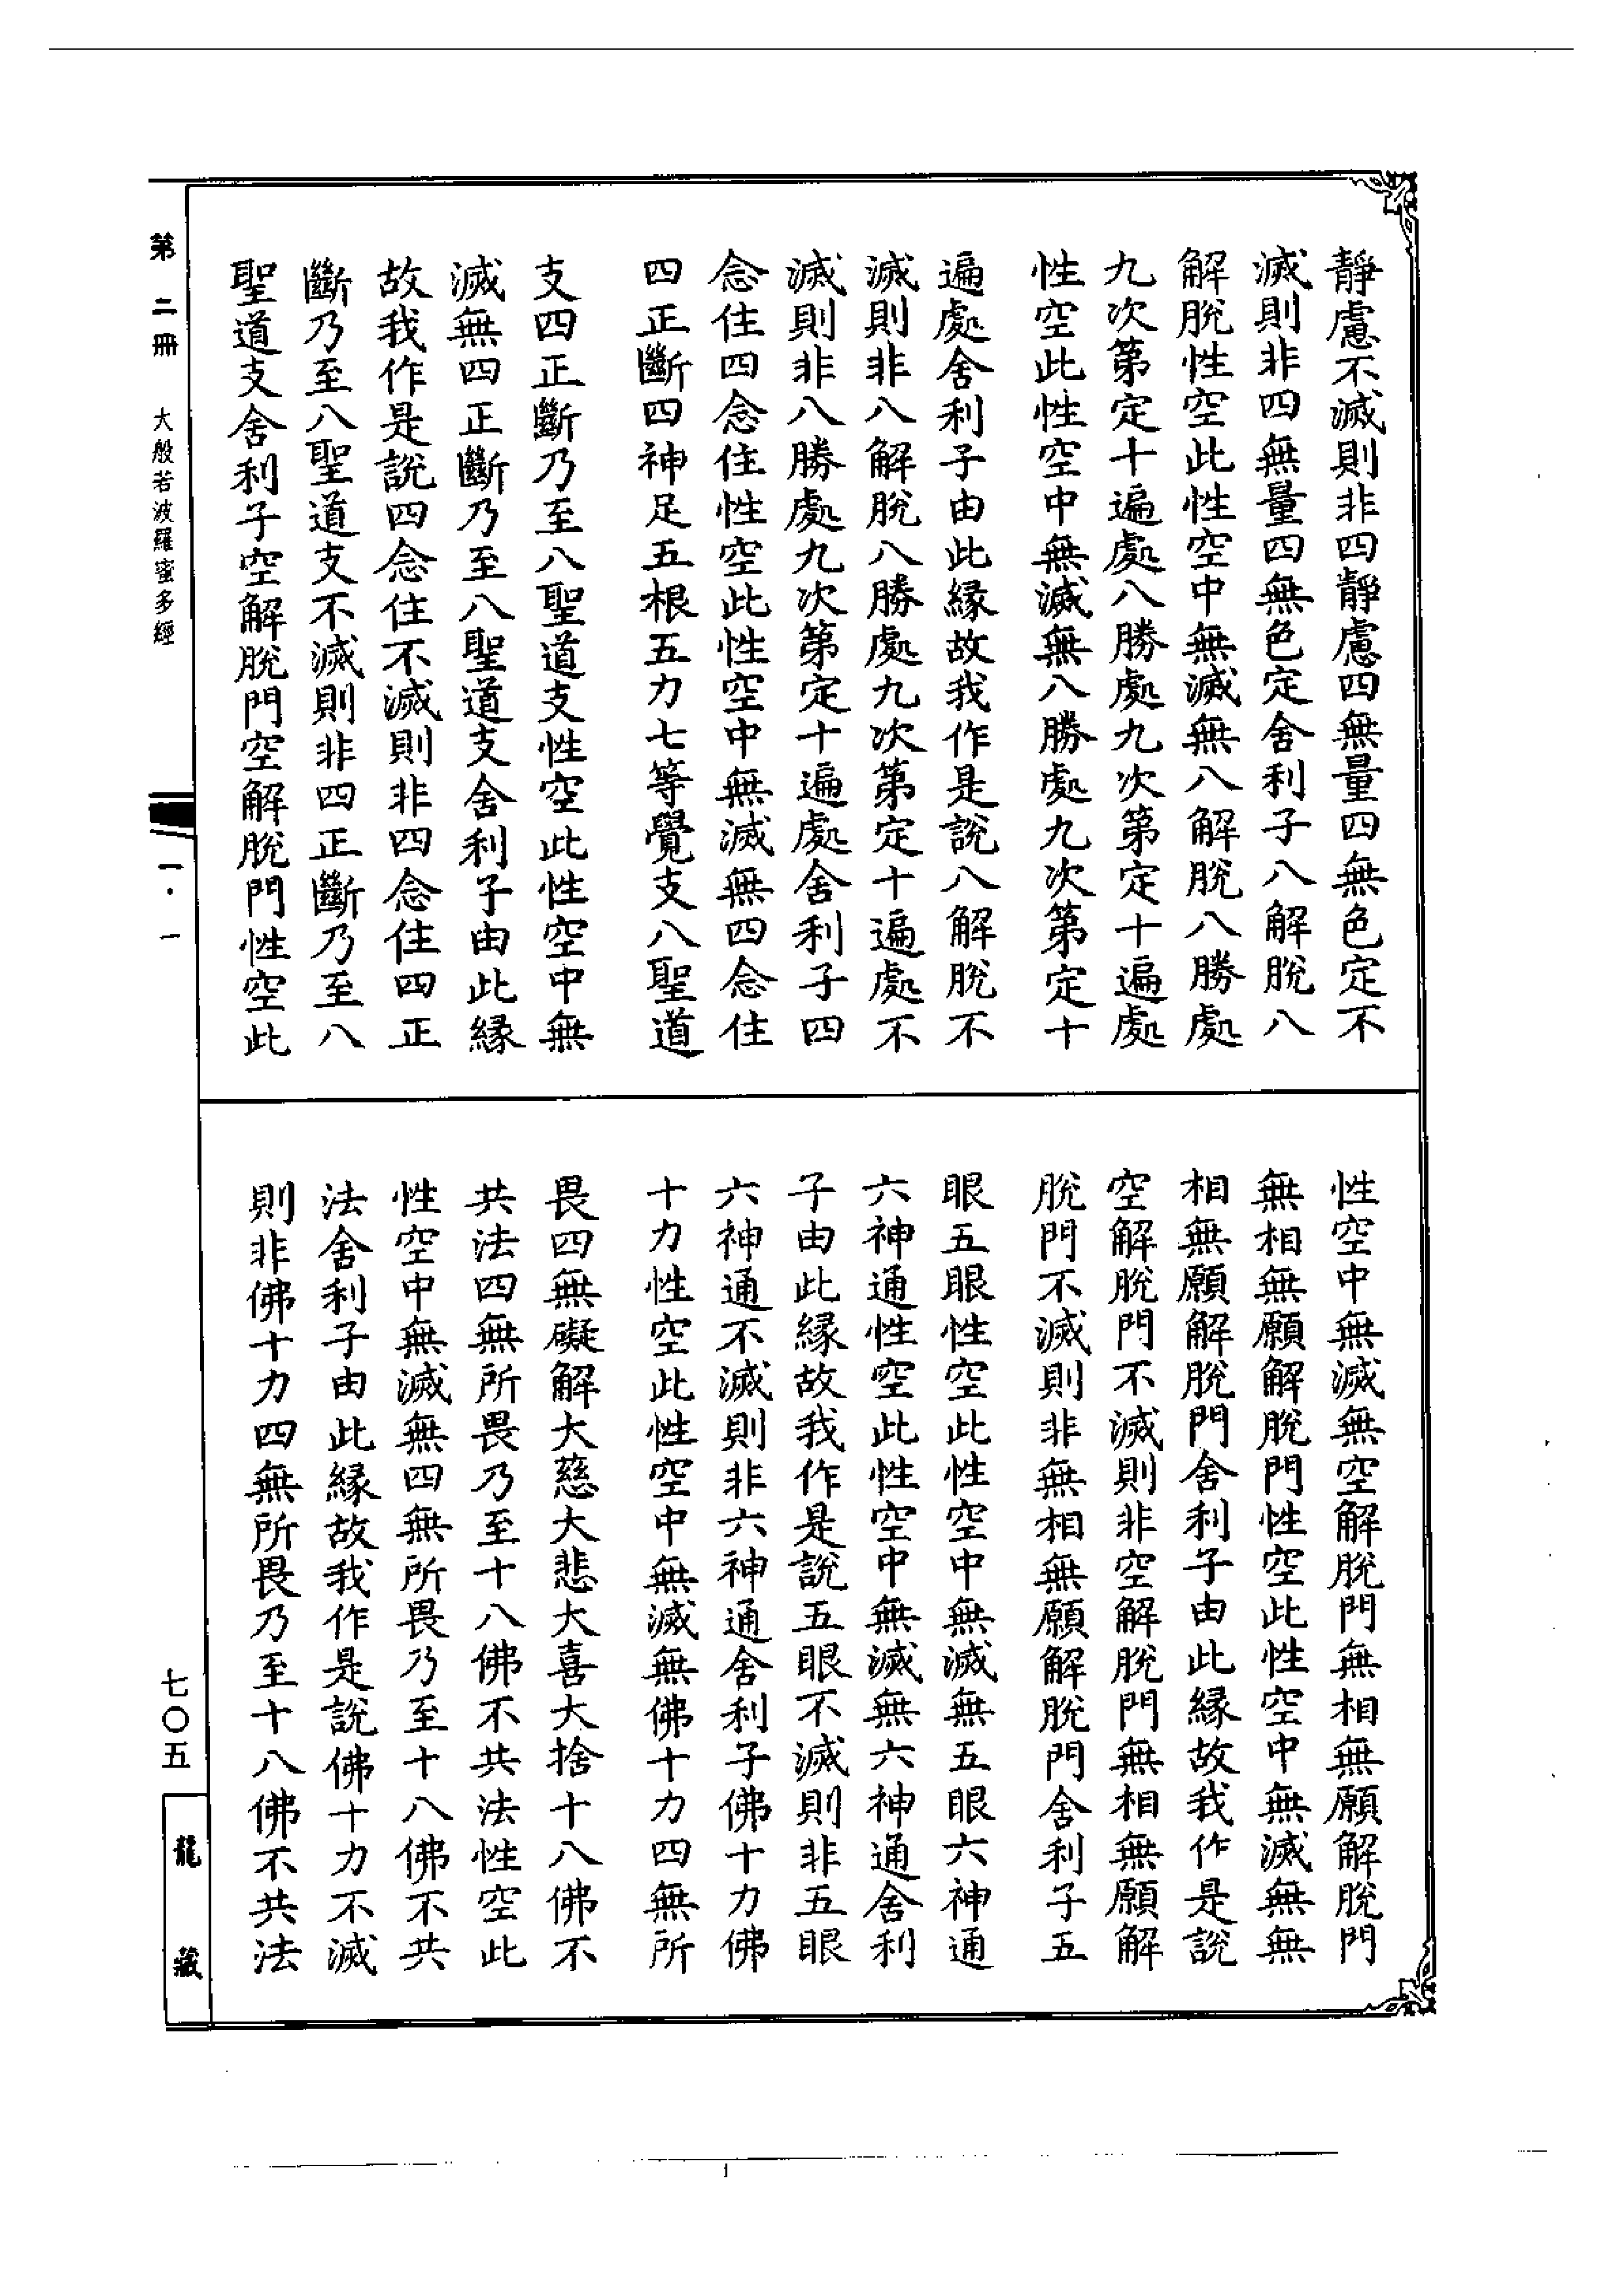 靜慮不滅則非四靜慮四無量四無色定不
滅則非四無量四無色定舍利子八解脫八
解脫性空此性空中無滅無八解脫八勝處
九次第定十遍處八勝處九次第定十遍處
性空此性空中無滅無八勝處九次第定十
遍處舍利子由此緣故我作是說八解脫不
滅則非八解脫八勝處九次第定十遍處不
滅則非八勝處九次第定十遍處舍利子四
念住四念住性空此性空中無滅無四念住
四正斷四神足五根五力七等覺支八聖道
支四正斷乃至八聖道支性空此性空中無
滅無四正斷乃至八聖道支舍利子由此緣
故我作是說四念住不滅則非四念住四正
斷乃至八聖道支不滅則非四正斷乃至八
聖道支舍利子空解脫門空解脫門性空此
性空中無滅無空解脫門無相無願解脫門
無相無願解脫門性空此性空中無滅無無
相無願解脫門舍利子由此緣故我作是說
空解脫門不滅則非空解脫門無相無願解
脫門不滅則非無相無願解脫門舍利子五
眼五眼性空此性空中無滅無五眼六神通
六神通性空此性空中無滅無六神通舍利
子由此緣故我作是說五眼不滅則非五眼
六神通不滅則非六神通舍利子佛十力佛
十力性空此性空中無滅無佛十力四無所
畏四無礙解大慈大悲大喜大捨十八佛不
共法四無所畏乃至十八佛不共法性空此
性空中無滅無四無所畏乃至十八佛不共
法舍利子由此緣故我作是說佛十力不滅
則非佛十力四無所畏乃至十八佛不共法
第二冊 大般若波羅蜜多經 一·一 七〇五
龍藏